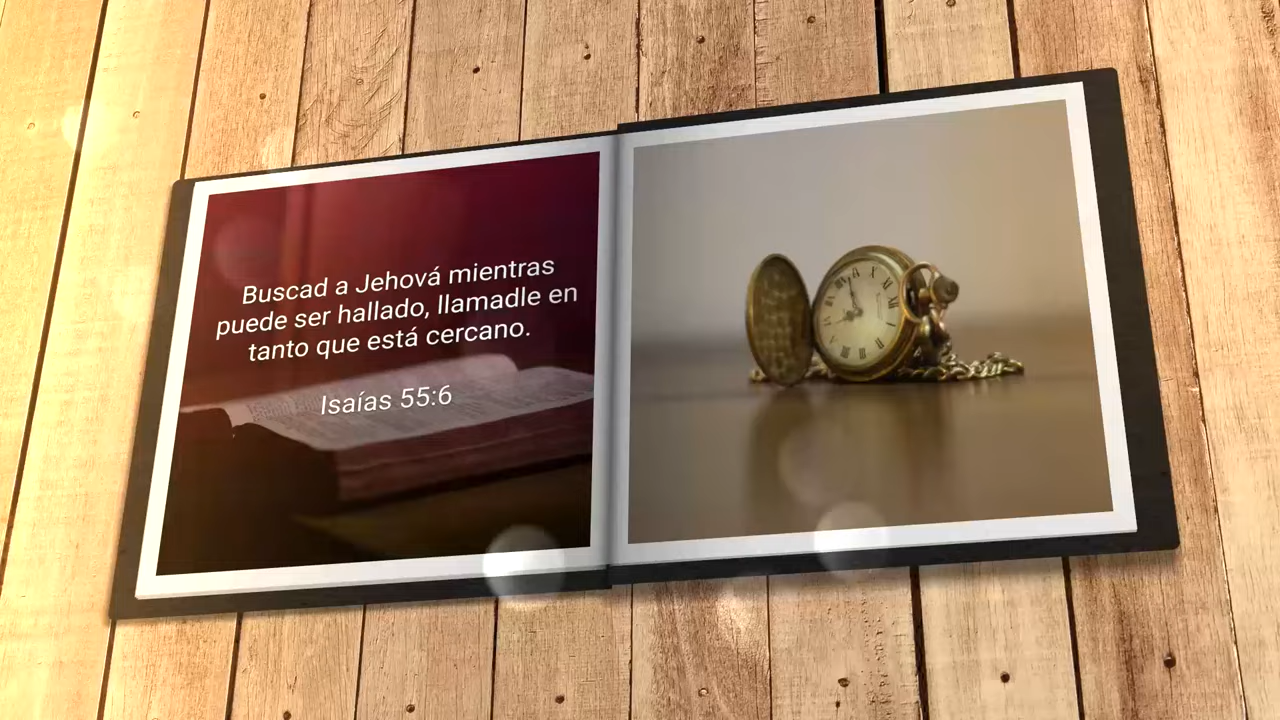 Buscad a Jehová mientras
puede ser hallado, llamadle en
tanto que está cercano.
Isaías 55:6